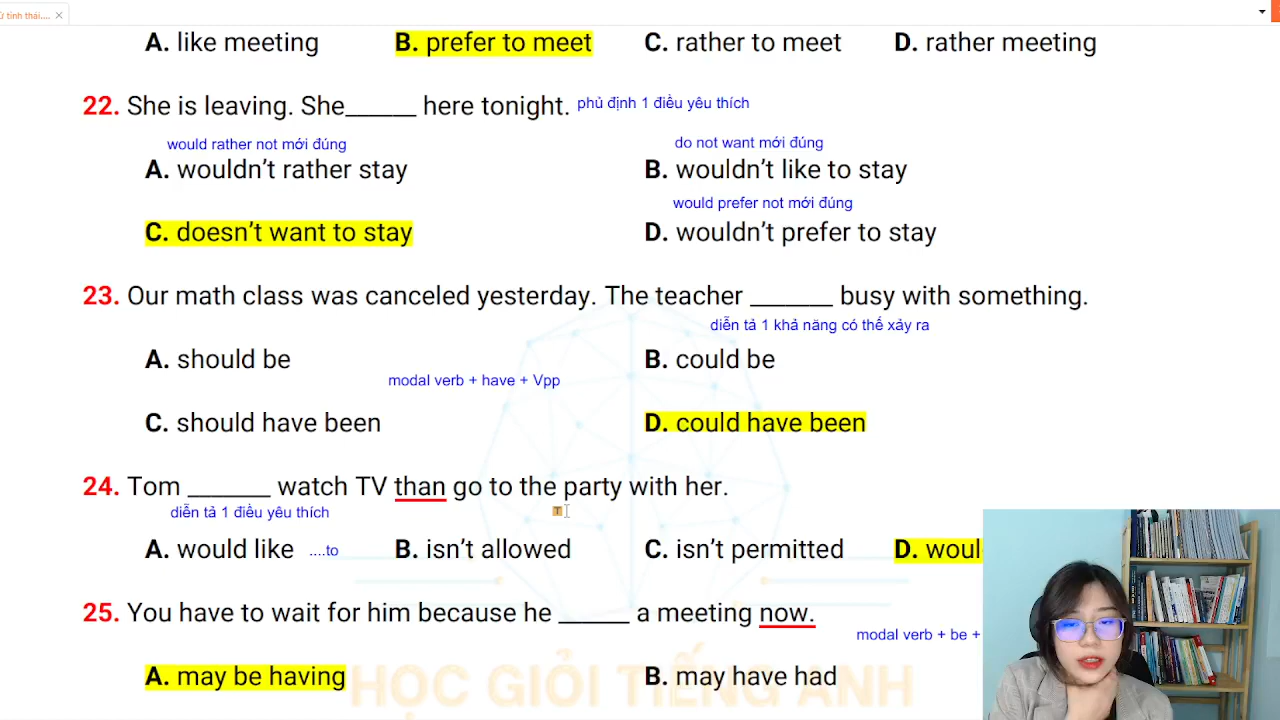 ừ tình thái....
A. like meeting B. prefer to meet C. rather to meet D. rather meeting
22. She is leaving. She______ here tonight. phủ định 1 điều yêu thích
would rather not mới đúng do not want mới đúng
A. wouldn’t rather stay B. wouldn’t like to stay
would prefer not mới đúng
C. doesn’t want to stay D. wouldn’t prefer to stay
23. Our math class was canceled yesterday. The teacher _______ busy with something.
diễn tả 1 khả năng có thể xảy ra
A. should be B. could be
modal verb + have + Vpp
C. should have been D. could have been
24. Tom _______ watch TV than go to the party with her.
diễn tả 1 điều yêu thích
A. would like ....to B. isn’t allowed C. isn’t permitted D. woul
25. You have to wait for him because he ______ a meeting now.
modal verb + be +
A. may be having B. may have had
HỌC GIỎI TIẾNG ANH